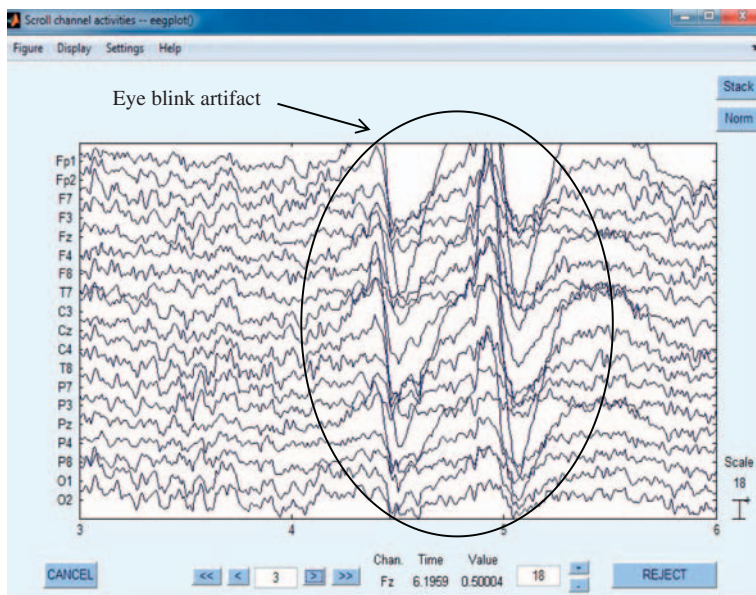 Scroll channel activities -- eegplot()
Figure Display Settings Help
Eye blink artifact
Stack
Norm
Fp1
Fp2
F7
F3
Fz
F4
F8
T7
C3
Cz
C4
T8
P7
P3
Pz
P4
P8
O1
O2
Scale
18
3 4 5 6
Chan. Time Value
CANCEL << < 3 > >> Fz 6.1959 0.50004 18 + - REJECT